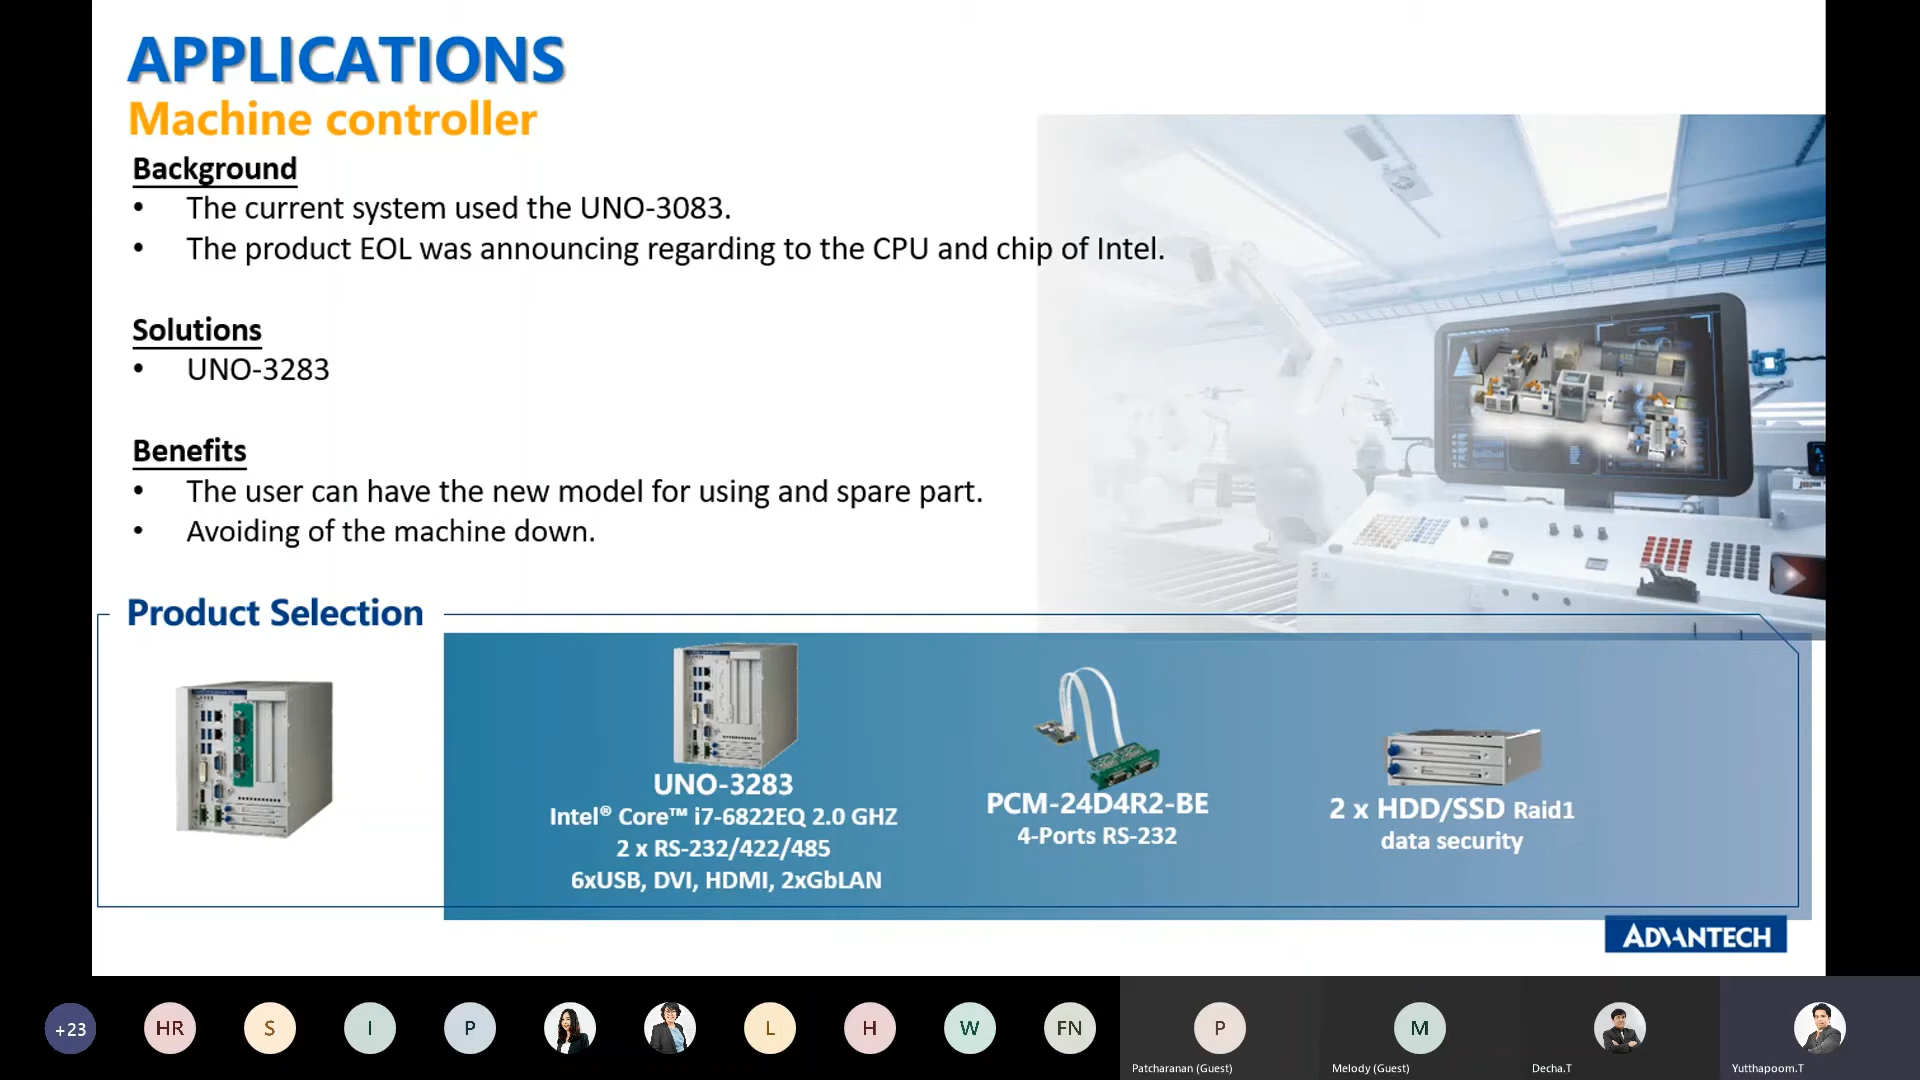 APPLICATIONS
Machine controller
Background
• The current system used the UNO-3083.
• The product EOL was announcing regarding to the CPU and chip of Intel.
Solutions
• UNO-3283
Benefits
• The user can have the new model for using and spare part.
• Avoiding of the machine down.
Product Selection
UNO-3283
Intel® Core™ i7-6822EQ 2.0 GHZ
2 x RS-232/422/485
6xUSB, DVI, HDMI, 2xGbLAN
PCM-24D4R2-BE
4-Ports RS-232
2 x HDD/SSD Raid1
data security
ADVANTECH
+23
HR
S
I
P
L
H
W
FN
P
M
Patcharanan (Guest)
Melody (Guest)
Decha.T
Yutthapoom.T